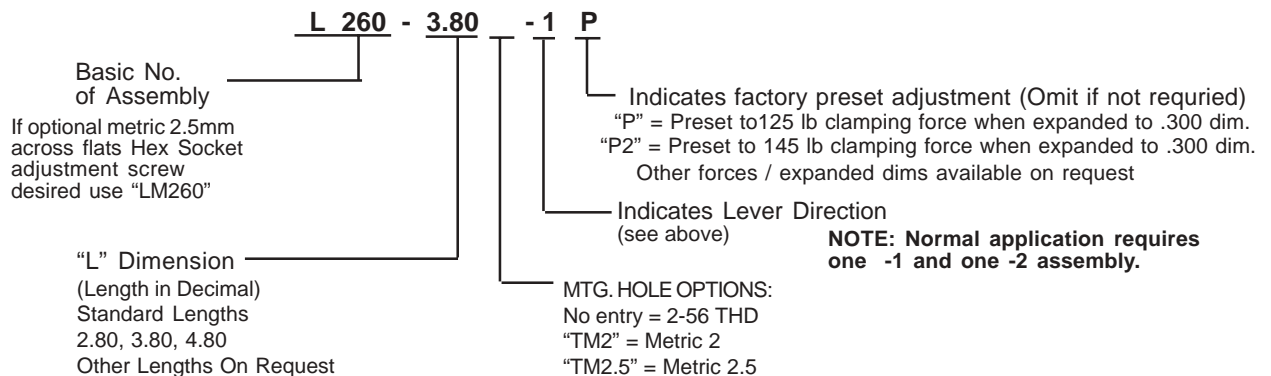 L 260 - 3.80 _ - 1 P
Basic No.
of Assembly
If optional metric 2.5mm
across flats Hex Socket
adjustment screw
desired use “LM260”
“L” Dimension
(Length in Decimal)
Standard Lengths
2.80, 3.80, 4.80
Other Lengths On Request
Indicates factory preset adjustment (Omit if not requried)
“P” = Preset to125 lb clamping force when expanded to .300 dim.
“P2” = Preset to 145 lb clamping force when expanded to .300 dim.
Other forces / expanded dims available on request
Indicates Lever Direction
(see above)
NOTE: Normal application requires
one -1 and one -2 assembly.
MTG. HOLE OPTIONS:
No entry = 2-56 THD
“TM2” = Metric 2
“TM2.5” = Metric 2.5